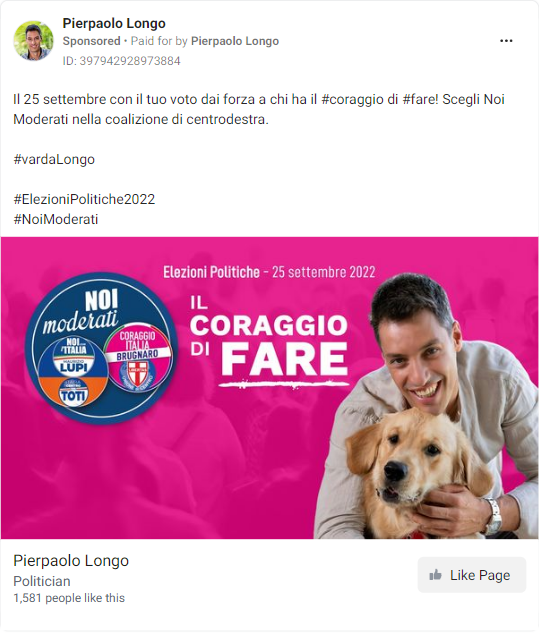 Pierpaolo Longo
Sponsored • Paid for by Pierpaolo Longo
ID: 397942928973884
Il 25 settembre con il tuo voto dai forza a chi ha il #coraggio di #fare! Scegli Noi
Moderati nella coalizione di centrodestra.
#vardaLongo
#ElezioniPolitiche2022
#NoiModerati
Elezioni Politiche - 25 settembre 2022
NOI
moderati
NOI
L'ITALIA
MAURIZIO
LUPI
CORAGGIO
ITALIA
BRUGNARO
TOTI
IL
CORAGGIO
DI FARE
Pierpaolo Longo
Politician
1,581 people like this
Like Page